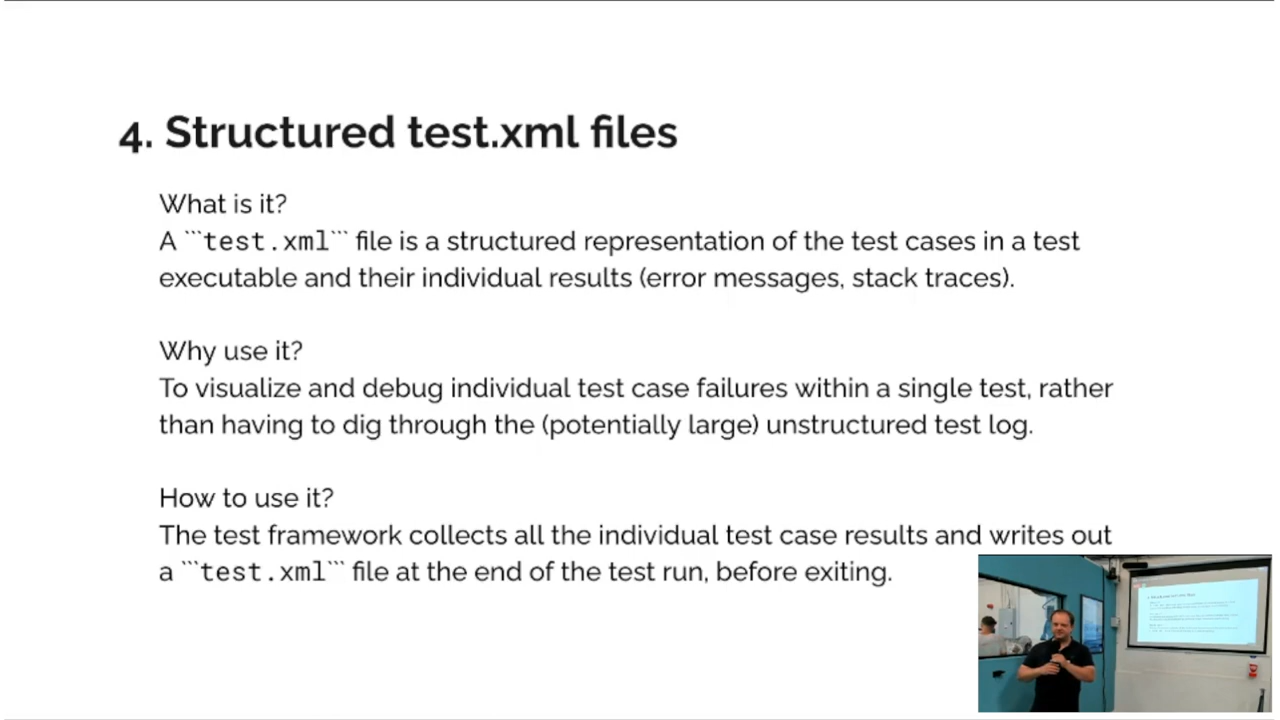 4. Structured test.xml files
What is it?
A ```test.xml``` file is a structured representation of the test cases in a test
executable and their individual results (error messages, stack traces).
Why use it?
To visualize and debug individual test case failures within a single test, rather
than having to dig through the (potentially large) unstructured test log.
How to use it?
The test framework collects all the individual test case results and writes out
a ```test.xml``` file at the end of the test run, before exiting.